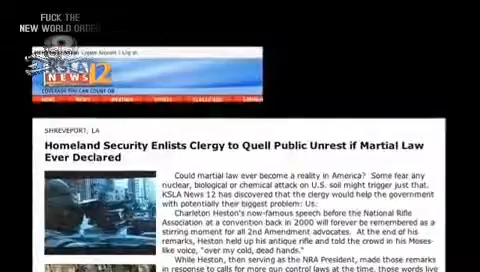 FUCK THE
NEW WORLD ORDER
KSLA
NEWS 12
COVERAGE YOU CAN COUNT ON
SHREVEPORT, LA
Homeland Security Enlists Clergy to Quell Public Unrest if Martial Law
Ever Declared
Could martial law ever become a reality in America? Some fear any
nuclear, biological or chemical attack on U.S. soil might trigger just that.
KSLA News 12 has discovered that the clergy would help the government
with potentially their biggest problem: Us.
Charleton Heston's now-famous speech before the National Rifle
Association at a convention back in 2000 will forever be remembered as a
stirring moment for all 2nd Amendment advocates. At the end of his
remarks, Heston held up his antique rifle and told the crowd in his Moses-
like voice, "over my cold, dead hands."
While Heston, then serving as the NRA President, made those remarks
in response to calls for more gun control laws at the time, those words live